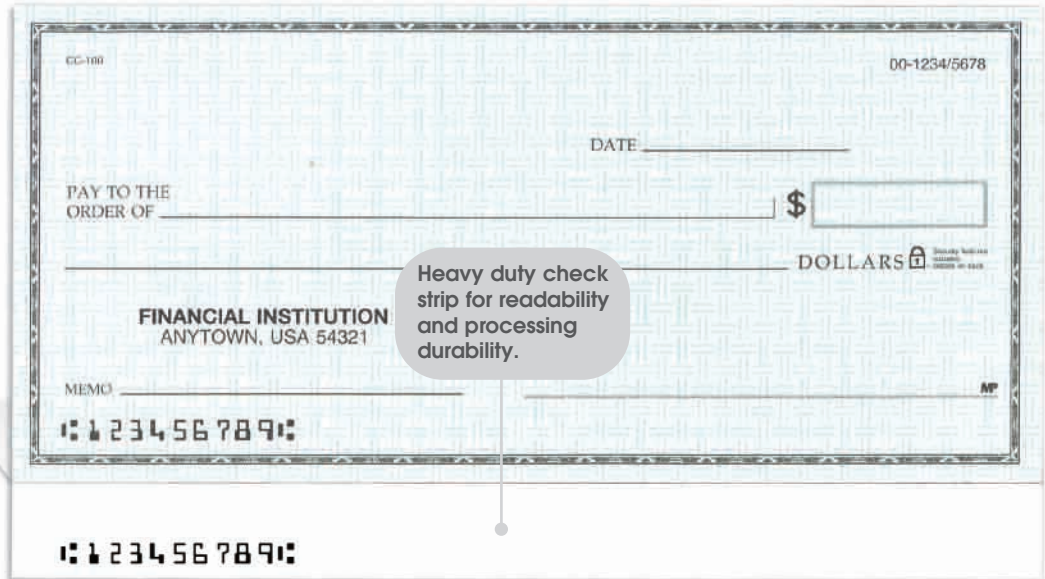 CC-100
00-1234/5678
DATE
PAY TO THE
ORDER OF
$
DOLLARS
Heavy duty check
strip for readability
and processing
durability.
FINANCIAL INSTITUTION
ANYTOWN, USA 54321
MEMO
MP
⑆123456789⑆
⑆123456789⑆